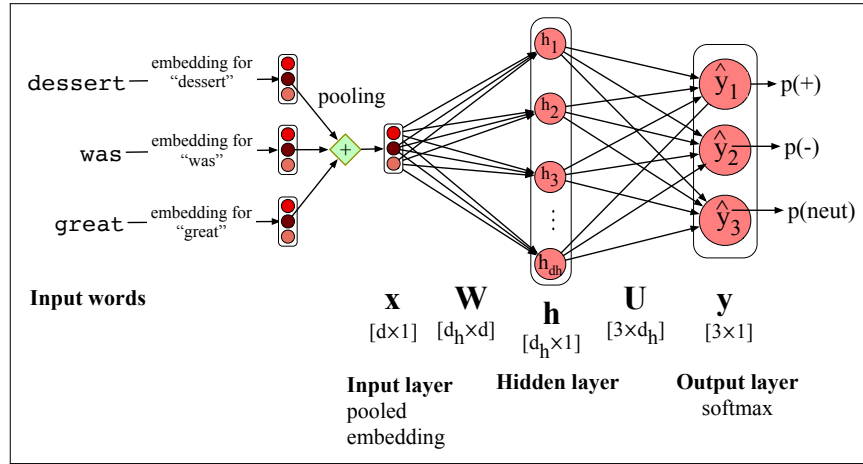 dessert
embedding for
“dessert”
pooling
was
embedding for
“was”
great
embedding for
“great”
+
h1
h2
h3
⋮
hdh
ŷ1
ŷ2
ŷ3
p(+)
p(-)
p(neut)
Input words
x
W
h
U
y
[d×1]
[dh×d]
[dh×1]
[3×dh]
[3×1]
Input layer
pooled
embedding
Hidden layer
Output layer
softmax